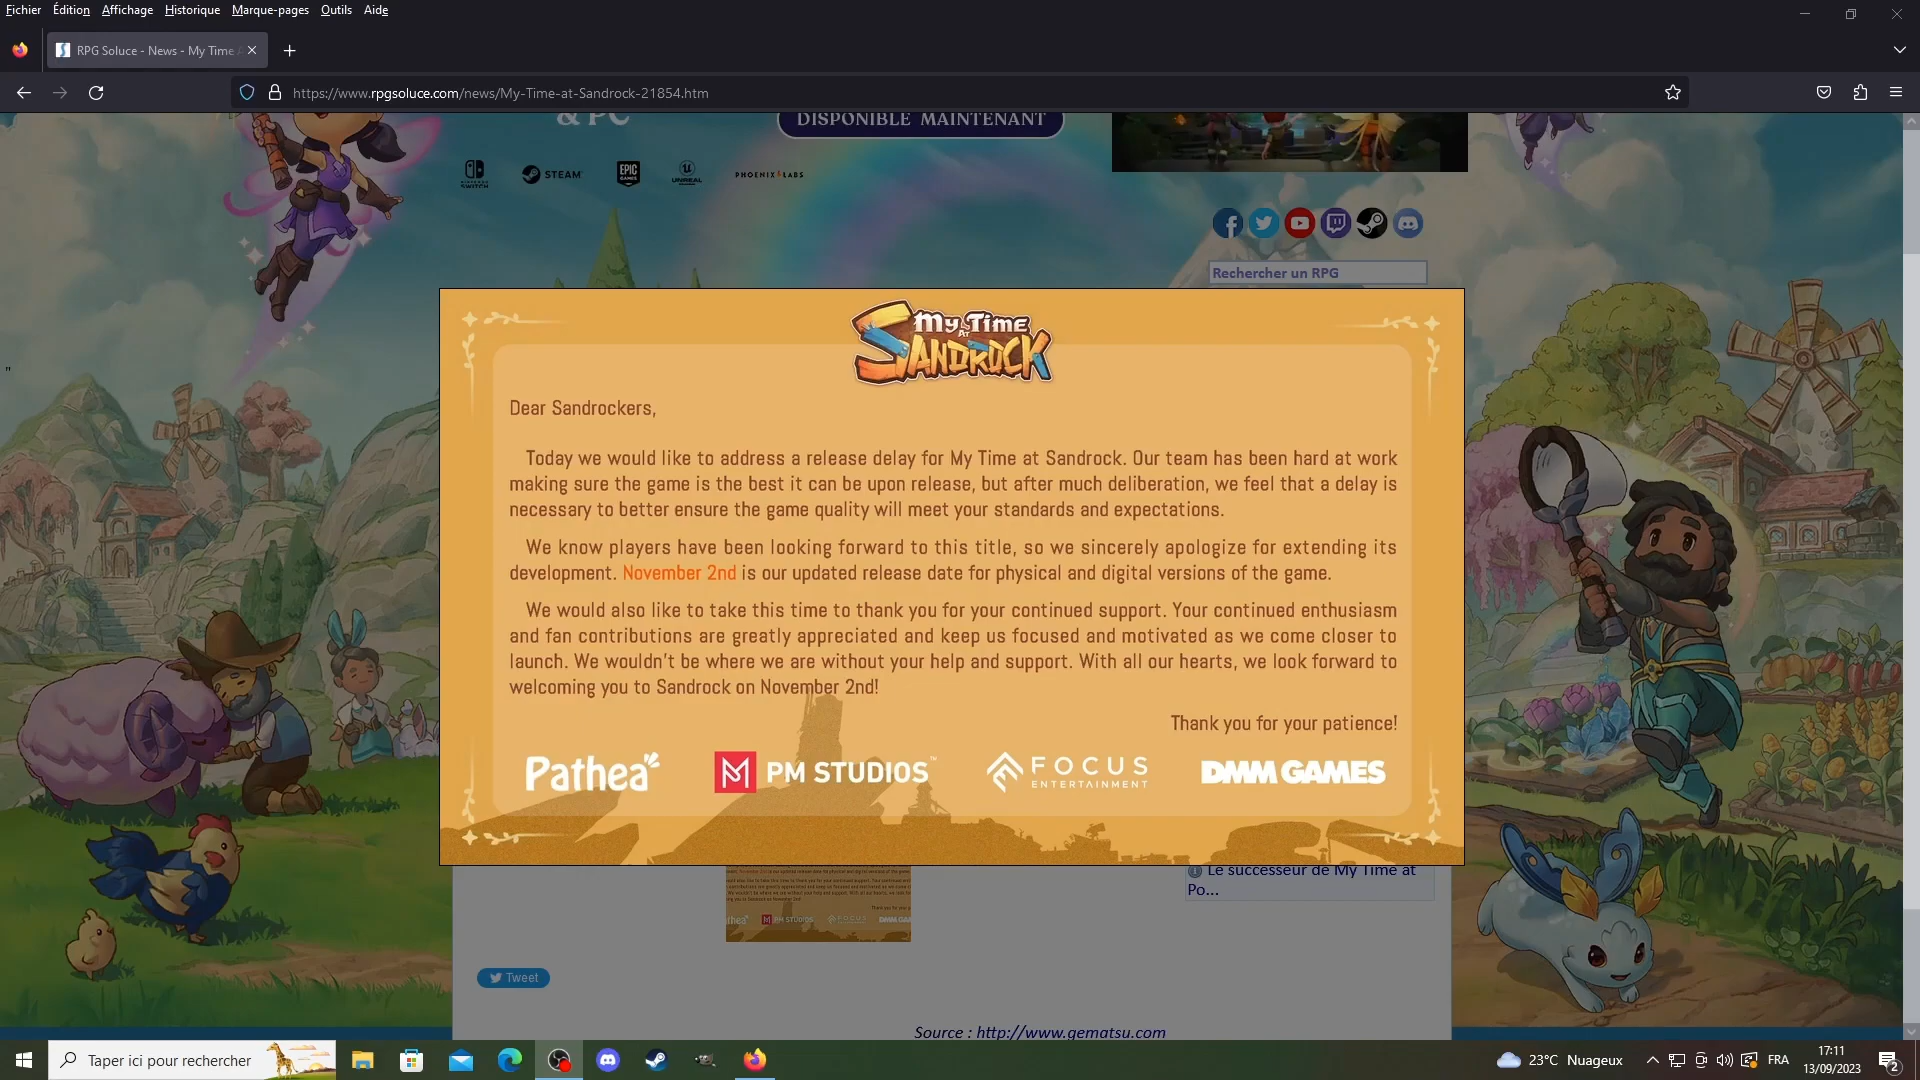 Fichier Édition Affichage Historique Marque-pages Outils Aide
RPG Soluce - News - My Time A
https://www.rpgsoluce.com/news/My-Time-at-Sandrock-21854.htm
& PC
DISPONIBLE MAINTENANT
NINTENDO SWITCH
STEAM
EPIC GAMES
UNREAL
PHOENIX LABS
Rechercher un RPG
"
My Time
AT
SANDROCK
Dear Sandrockers,
Today we would like to address a release delay for My Time at Sandrock. Our team has been hard at work
making sure the game is the best it can be upon release, but after much deliberation, we feel that a delay is
necessary to better ensure the game quality will meet your standards and expectations.
We know players have been looking forward to this title, so we sincerely apologize for extending its
development. November 2nd is our updated release date for physical and digital versions of the game.
We would also like to take this time to thank you for your continued support. Your continued enthusiasm
and fan contributions are greatly appreciated and keep us focused and motivated as we come closer to
launch. We wouldn't be where we are without your help and support. With all our hearts, we look forward to
welcoming you to Sandrock on November 2nd!
Thank you for your patience!
Pathea
PM STUDIOS™
FOCUS
ENTERTAINMENT
DMM GAMES
Le successeur de My Time at
Po...
PM STUDIOS
FOCUS
Tweet
Source : http://www.gematsu.com
Taper ici pour rechercher
23°C Nuageux
FRA
17:11
13/09/2023
2